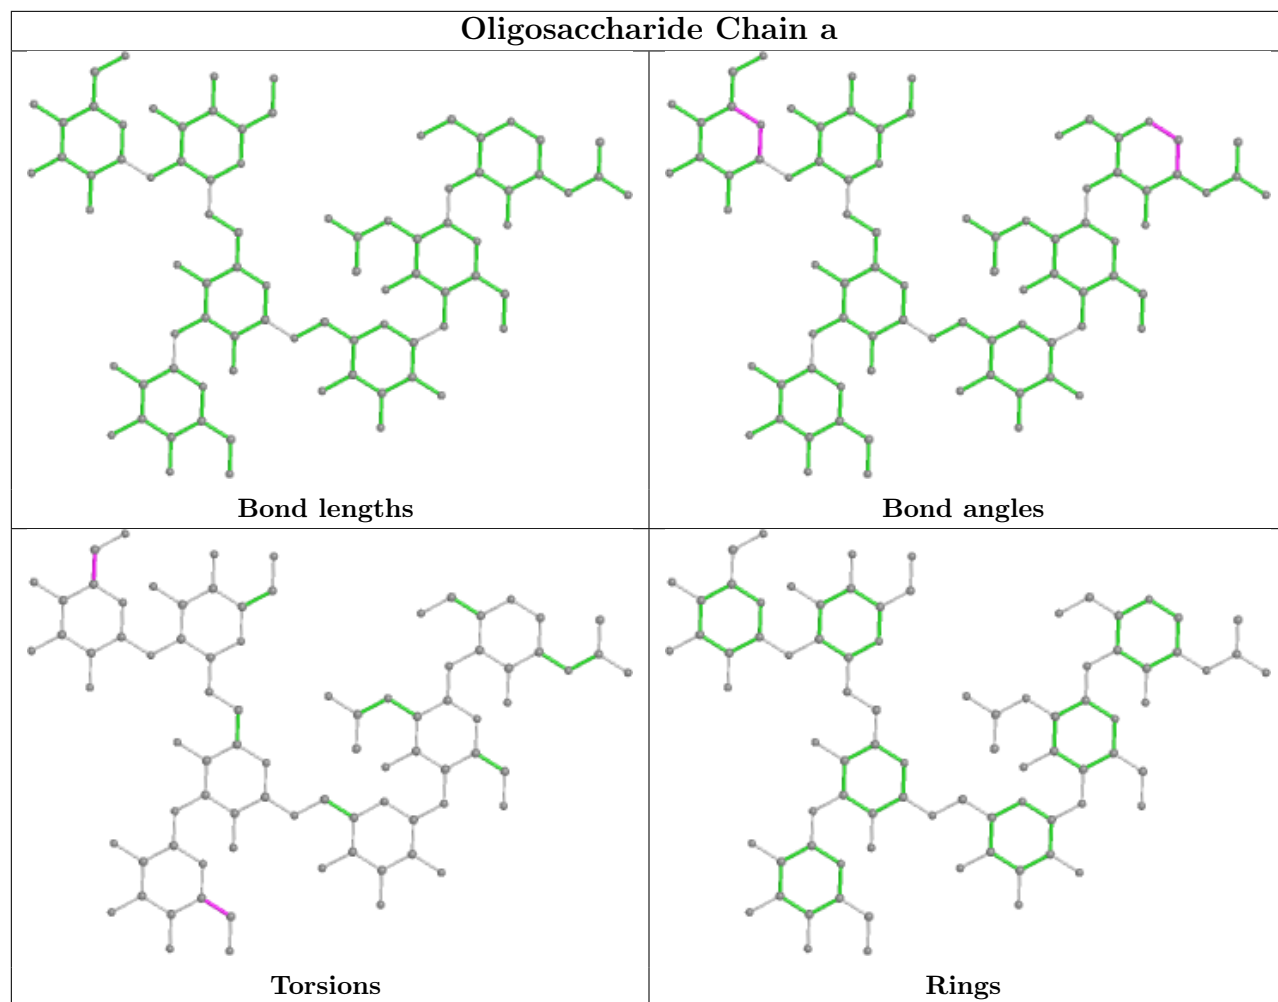 Oligosaccharide Chain a
Bond lengths
Bond angles
Torsions
Rings